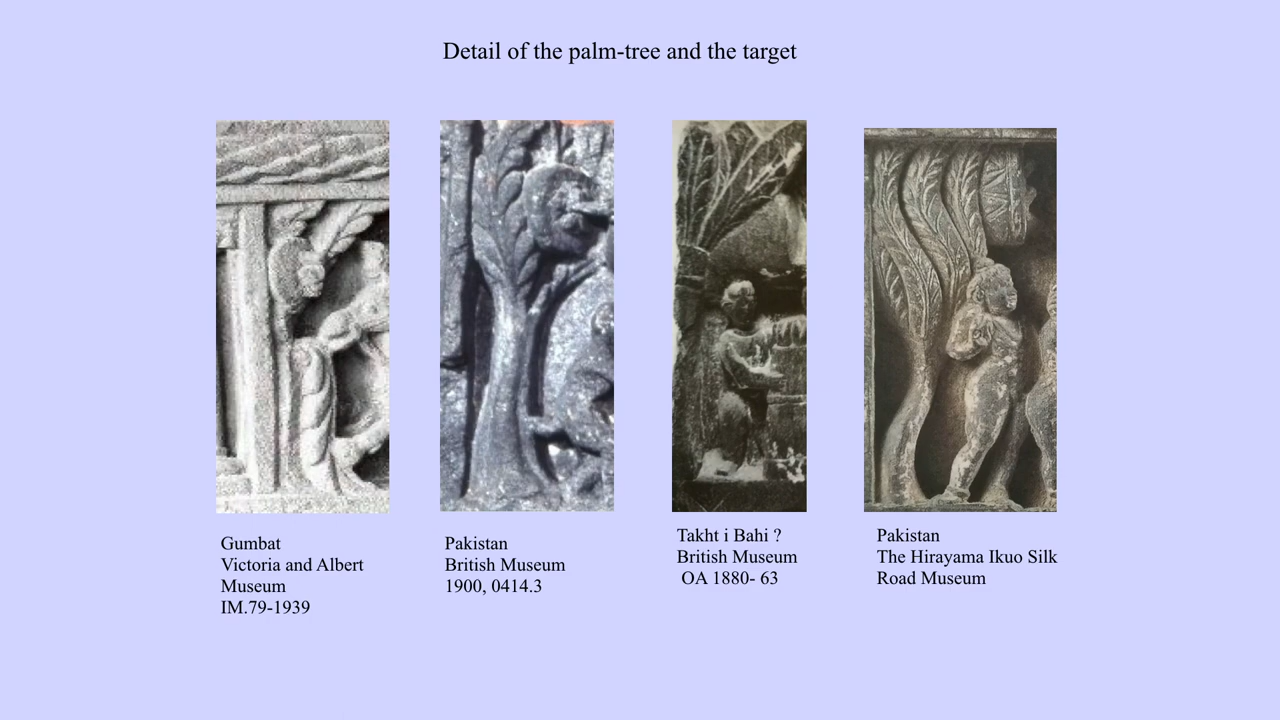 Detail of the palm-tree and the target
Gumbat
Victoria and Albert
Museum
IM.79-1939
Pakistan
British Museum
1900, 0414.3
Takht i Bahi ?
British Museum
OA 1880- 63
Pakistan
The Hirayama Ikuo Silk
Road Museum